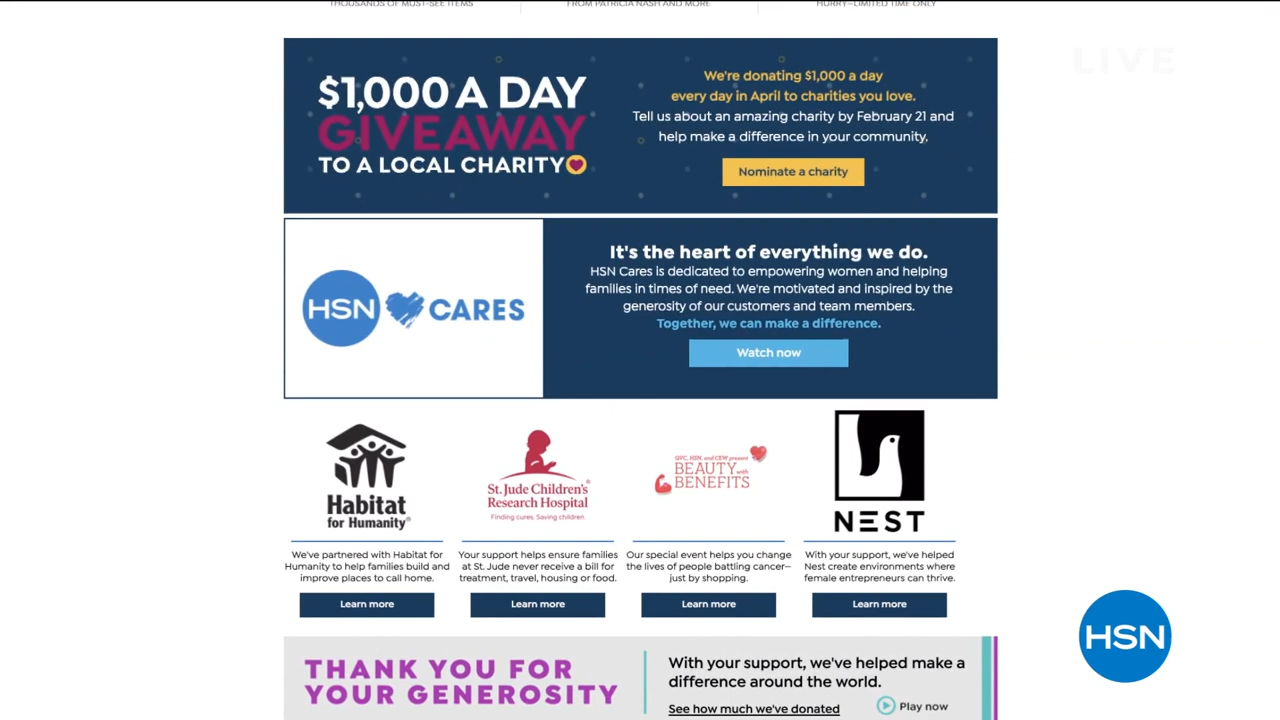 THOUSANDS OF MUST-SEE ITEMS
FROM PATRICIA NASH AND MORE
HURRY—LIMITED TIME ONLY
LIVE
$1,000 A DAY
GIVEAWAY
TO A LOCAL CHARITY
We're donating $1,000 a day
every day in April to charities you love.
Tell us about an amazing charity by February 21 and
help make a difference in your community.
Nominate a charity
HSN CARES
It's the heart of everything we do.
HSN Cares is dedicated to empowering women and helping
families in times of need. We're motivated and inspired by the
generosity of our customers and team members.
Together, we can make a difference.
Watch now
Habitat
for Humanity®
We've partnered with Habitat for
Humanity to help families build and
improve places to call home.
Learn more
St. Jude Children's
Research Hospital®
Finding cures. Saving children.
Your support helps ensure families
at St. Jude never receive a bill for
treatment, travel, housing or food.
Learn more
QVC, HSN, and CEW present
BEAUTY with
BENEFITS
Our special event helps you change
the lives of people battling cancer—
just by shopping.
Learn more
NEST
With your support, we've helped
Nest create environments where
female entrepreneurs can thrive.
Learn more
HSN
THANK YOU FOR
YOUR GENEROSITY
With your support, we've helped make a
difference around the world.
See how much we've donated
Play now